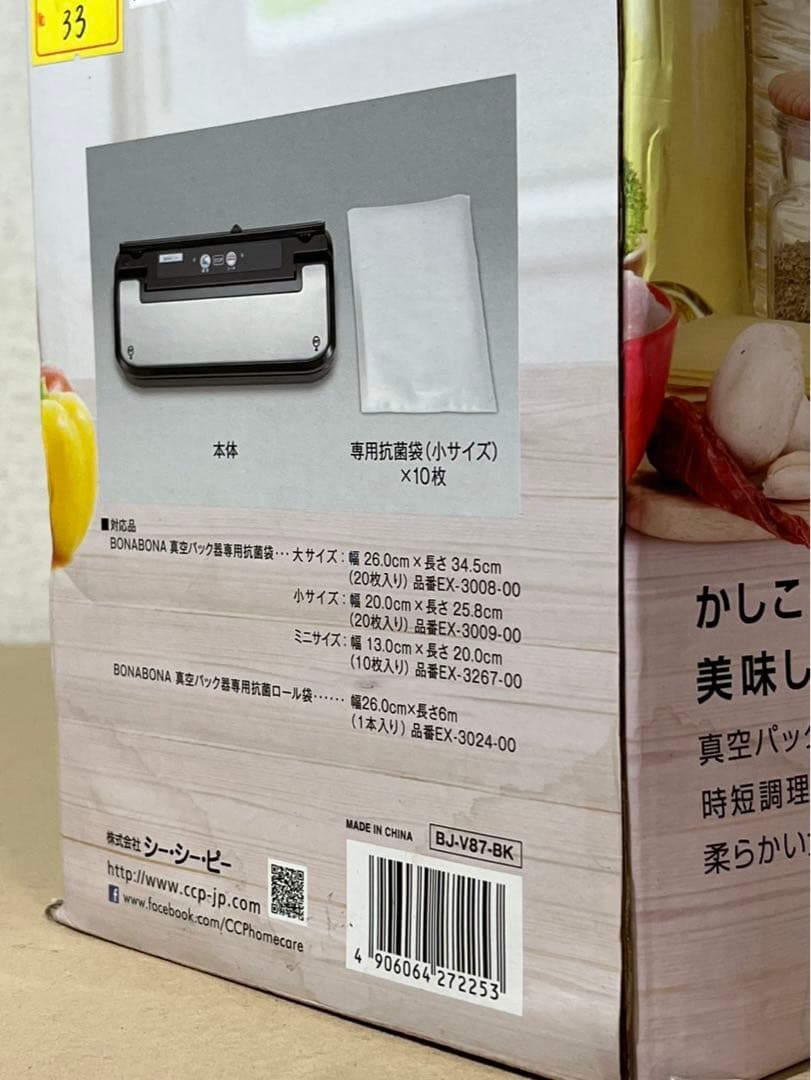 33
本体
専用抗菌袋(小サイズ)
×10枚
■対応品
BONABONA 真空パック器専用抗菌袋‥‥大サイズ：幅 26.0cm×長さ 34.5cm
(20枚入り) 品番EX-3008-00
小サイズ：幅 20.0cm×長さ 25.8cm
(20枚入り) 品番EX-3009-00
ミニサイズ：幅 13.0cm×長さ 20.0cm
(10枚入り) 品番EX-3267-00
BONABONA 真空パック器専用抗菌ロール袋‥‥‥ 幅26.0cm×長さ6m
(1本入り) 品番EX-3024-00
株式会社 シー・シー・ピー
http://www.ccp-jp.com
www.facebook.com/CCPhomecare
MADE IN CHINA
BJ-V87-BK
4 906064 272253
かしこ
美味し
真空パッ
時短調理
柔らかい